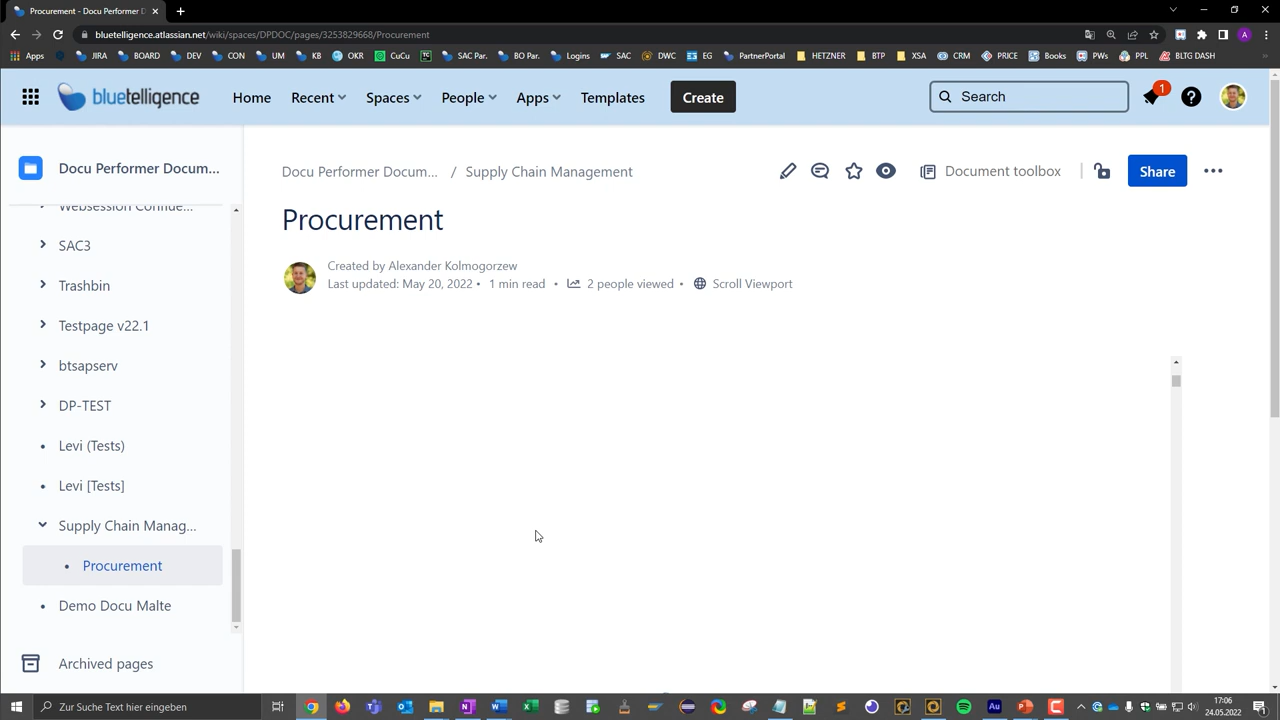 Procurement - Docu Performer D
bluetelligence.atlassian.net/wiki/spaces/DPDOC/pages/3253829668/Procurement
Apps JIRA BOARD DEV CON UM KB OKR CuCu SAC Par. BO Par. Logins SAC DWC EG PartnerPortal HETZNER BTP XSA CRM PRICE Books PWs PPL BLTG DASH
bluetelligence Home Recent Spaces People Apps Templates Create Search 1
Docu Performer Docum...
Websession Conflue...
SAC3
Trashbin
Testpage v22.1
btsapserv
DP-TEST
Levi (Tests)
Levi [Tests]
Supply Chain Manag...
Procurement
Demo Docu Malte
Archived pages
Docu Performer Docum... / Supply Chain Management
Document toolbox Share
Procurement
Created by Alexander Kolmogorzew
Last updated: May 20, 2022 • 1 min read • 2 people viewed • Scroll Viewport
Zur Suche Text hier eingeben
17:06
24.05.2022